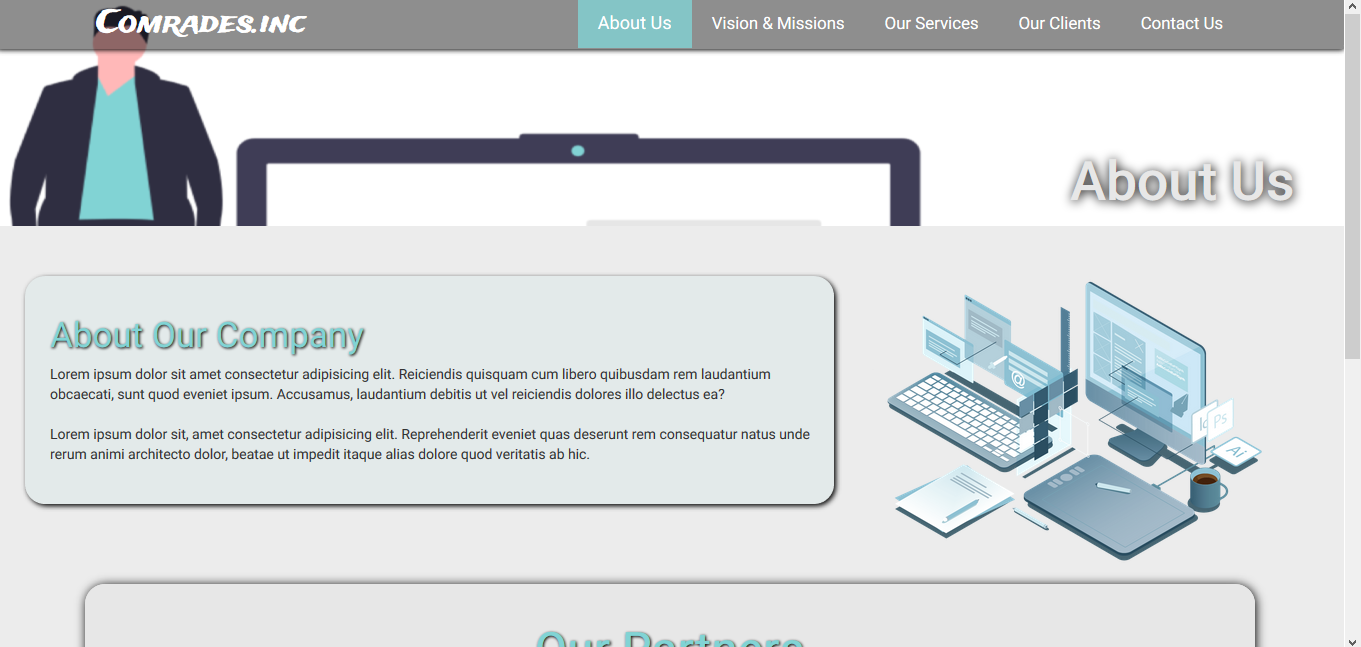 Comrades.inc
About Us
Vision & Missions
Our Services
Our Clients
Contact Us
About Us
About Our Company
Lorem ipsum dolor sit amet consectetur adipisicing elit. Reiciendis quisquam cum libero quibusdam rem laudantium
obcaecati, sunt quod eveniet ipsum. Accusamus, laudantium debitis ut vel reiciendis dolores illo delectus ea?
Lorem ipsum dolor sit, amet consectetur adipisicing elit. Reprehenderit eveniet quas deserunt rem consequatur natus unde
rerum animi architecto dolor, beatae ut impedit itaque alias dolore quod veritatis ab hic.
@
Ps
Ai
Our Partners